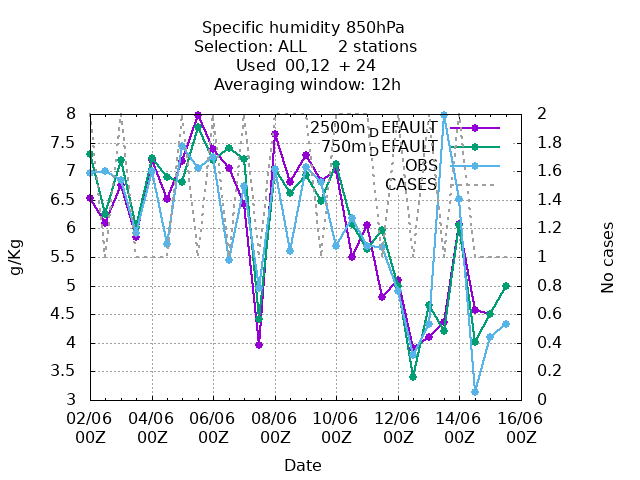 Specific humidity 850hPa
Selection: ALL      2 stations
Used  00,12  + 24
Averaging window: 12h
8
7.5
7
6.5
6
5.5
5
4.5
4
3.5
3
2
1.8
1.6
1.4
1.2
1
0.8
0.6
0.4
0.2
0
2500m_DEFAULT
750m_DEFAULT
OBS
CASES
g/Kg
No cases
02/06 04/06 06/06 08/06 10/06 12/06 14/06 16/06
00Z 00Z 00Z 00Z 00Z 00Z 00Z 00Z
Date